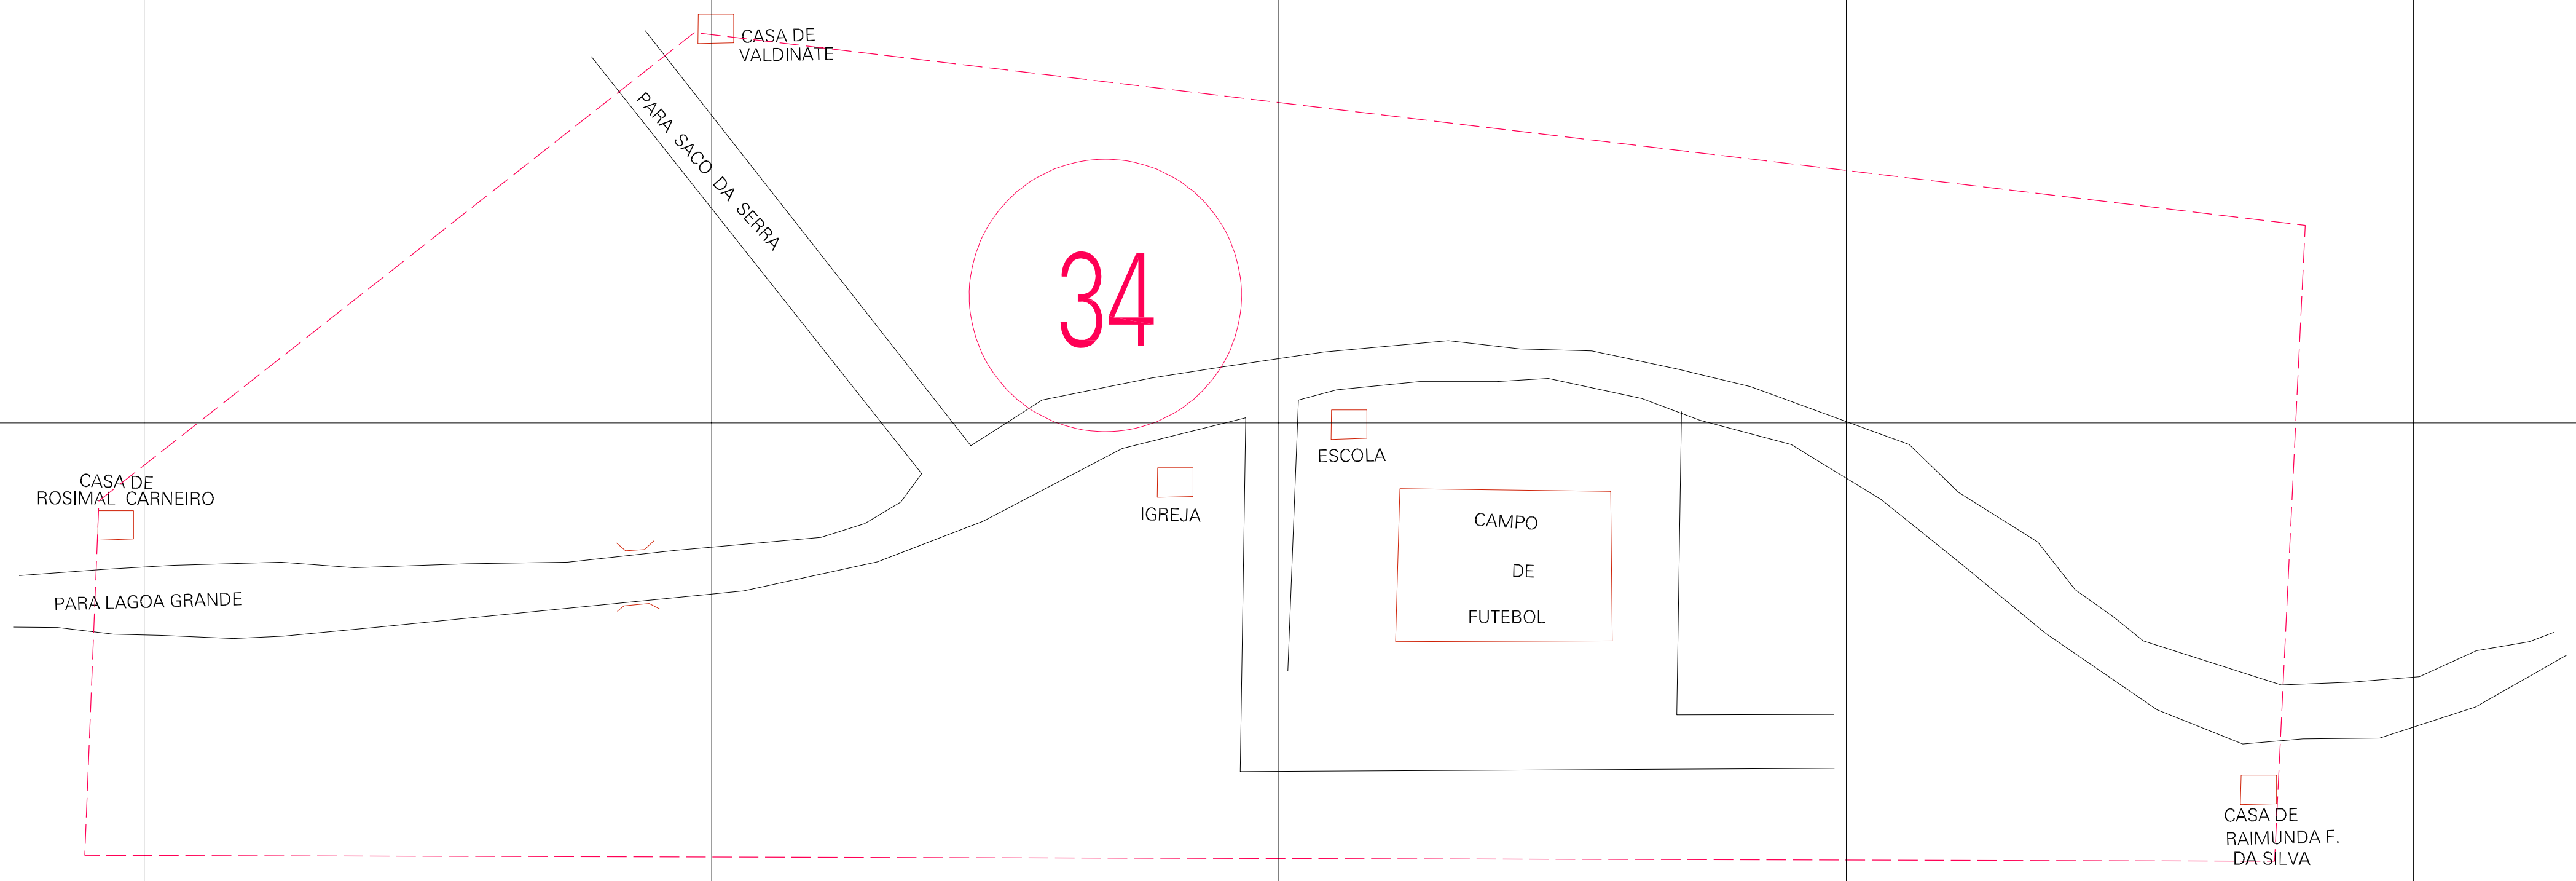 CASA DE
VALDINATE
PARA SACO DA SERRA
34
CASA DE
ROSIMAL CARNEIRO
PARA LAGOA GRANDE
IGREJA
ESCOLA
CAMPO
DE
FUTEBOL
CASA DE
RAIMUNDA F.
DA SILVA